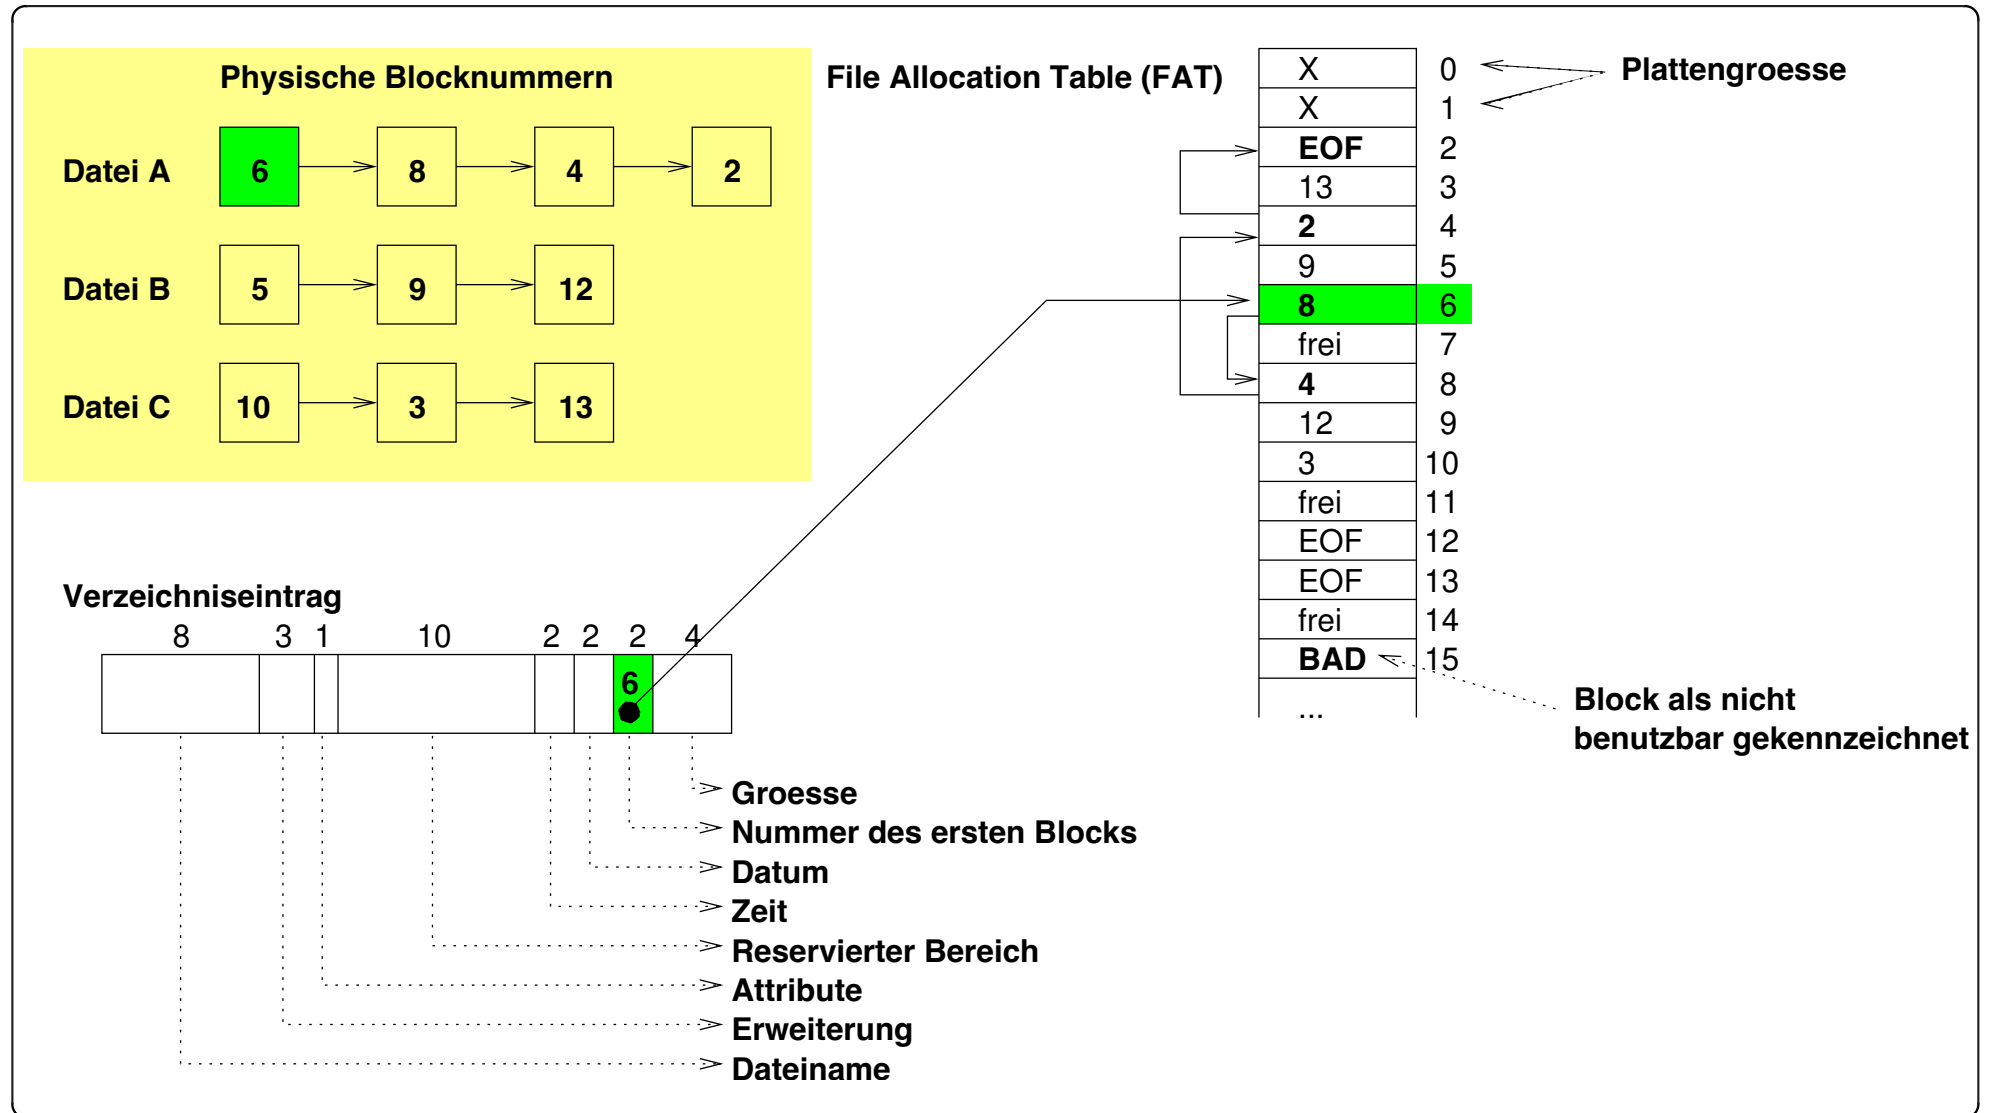 Physische Blocknummern
Datei A 6 8 4 2
Datei B 5 9 12
Datei C 10 3 13
File Allocation Table (FAT)
X 0 Plattengroesse
X 1
EOF 2
13 3
2 4
9 5
8 6
frei 7
4 8
12 9
3 10
frei 11
EOF 12
EOF 13
frei 14
BAD 15
...
Block als nicht
benutzbar gekennzeichnet
Verzeichniseintrag
8 3 1 10 2 2 2 4
6
Groesse
Nummer des ersten Blocks
Datum
Zeit
Reservierter Bereich
Attribute
Erweiterung
Dateiname